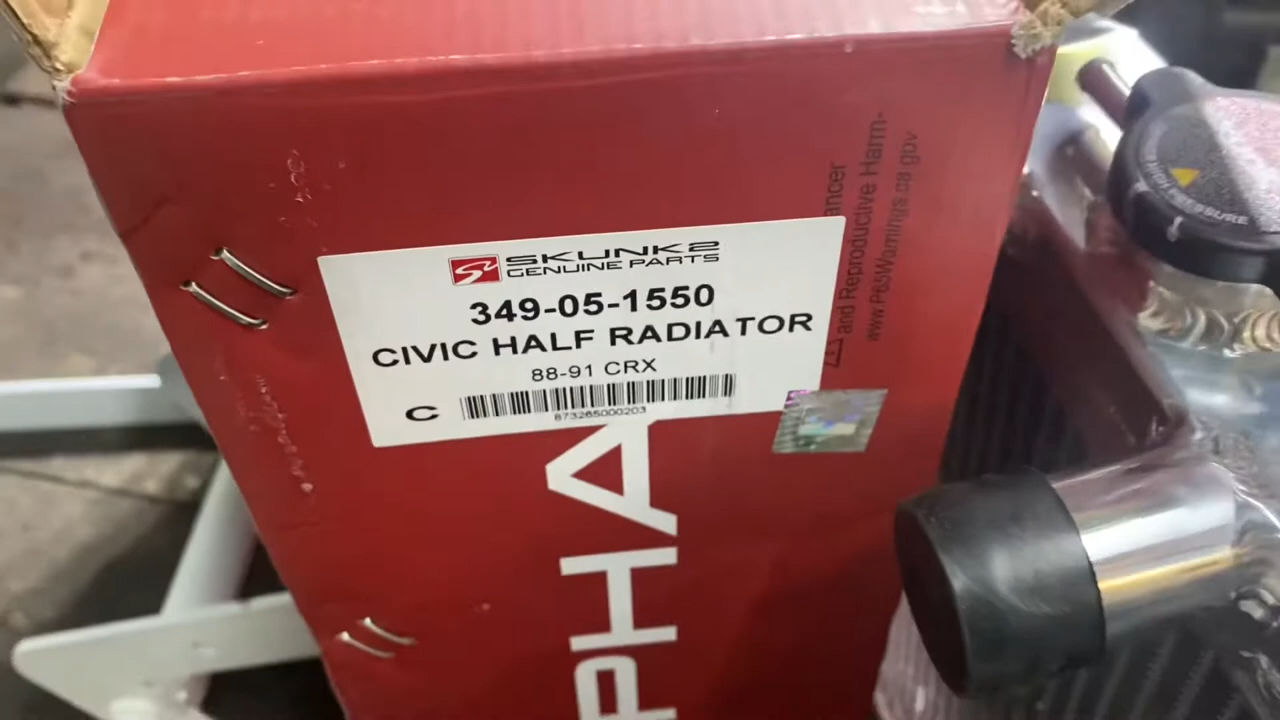 SKUNK2
GENUINE PARTS
349-05-1550
CIVIC HALF RADIATOR
88-91 CRX
C
873265000203
ancer
and Reproductive Harm-
www.P65Warnings.ca.gov
PHA
HIGH PRESSURE